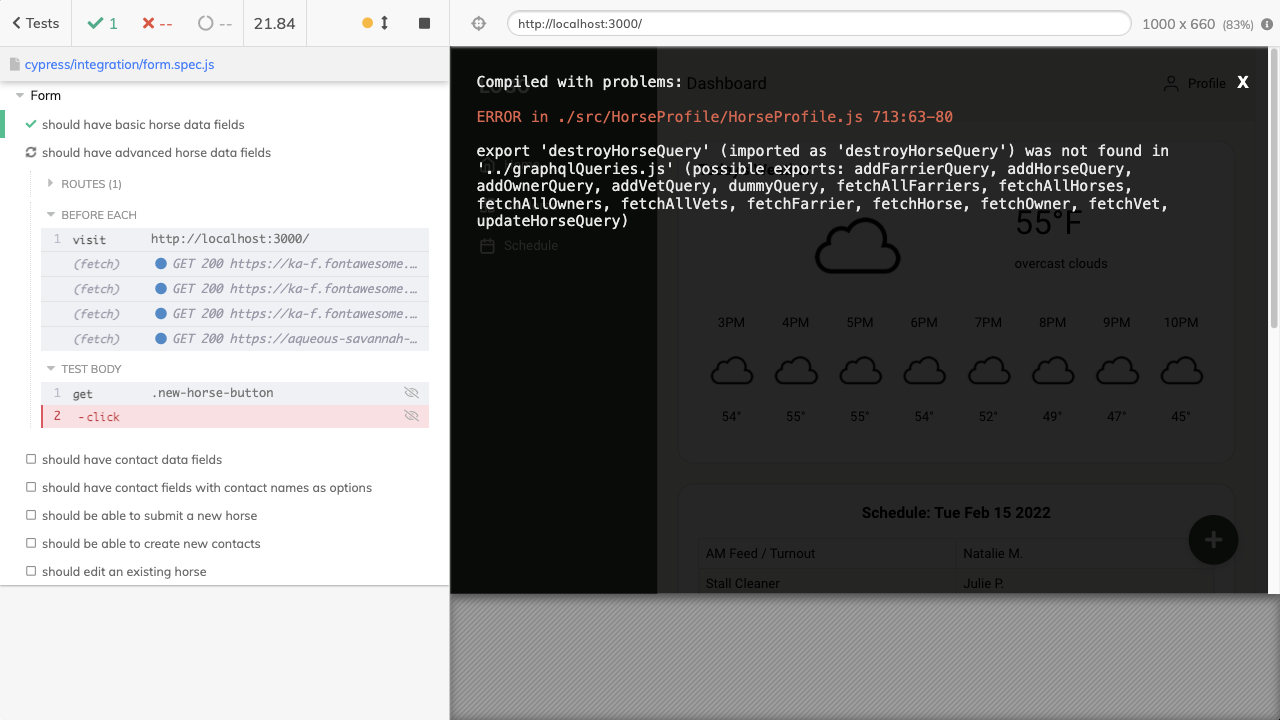 Tests
1
--
--
21.84
http://localhost:3000/
1000 x 660 (83%)
cypress/integration/form.spec.js
Form
should have basic horse data fields
should have advanced horse data fields
ROUTES (1)
BEFORE EACH
1 visit http://localhost:3000/
(fetch) GET 200 https://ka-f.fontawesome.…
(fetch) GET 200 https://ka-f.fontawesome.…
(fetch) GET 200 https://ka-f.fontawesome.…
(fetch) GET 200 https://aqueous-savannah-…
TEST BODY
1 get .new-horse-button
2 -click
should have contact data fields
should have contact fields with contact names as options
should be able to submit a new horse
should be able to create new contacts
should edit an existing horse
Compiled with problems:
Dashboard
Profile
X
ERROR in ./src/HorseProfile/HorseProfile.js 713:63-80
export 'destroyHorseQuery' (imported as 'destroyHorseQuery') was not found in
'../graphqlQueries.js' (possible exports: addFarrierQuery, addHorseQuery,
addOwnerQuery, addVetQuery, dummyQuery, fetchAllFarriers, fetchAllHorses,
fetchAllOwners, fetchAllVets, fetchFarrier, fetchHorse, fetchOwner, fetchVet,
updateHorseQuery)
55°F
Schedule
overcast clouds
3PM 4PM 5PM 6PM 7PM 8PM 9PM 10PM
54° 55° 55° 54° 52° 49° 47° 45°
Schedule: Tue Feb 15 2022
AM Feed / Turnout Natalie M.
Stall Cleaner Julie P.